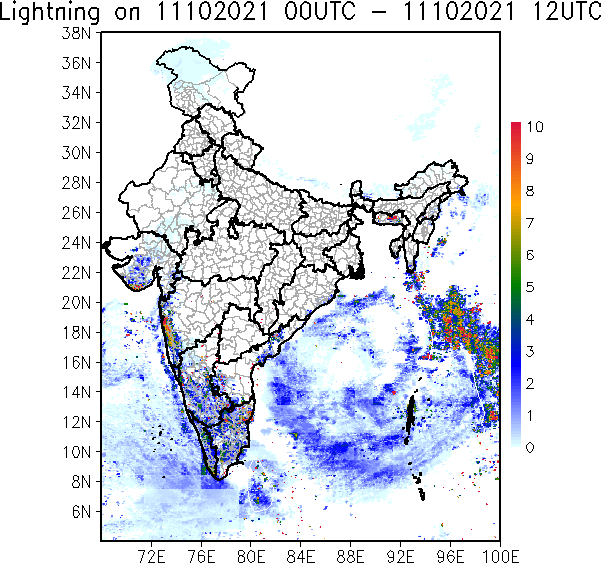 Lightning on 11102021 00UTC – 11102021 12UTC
38N
36N
34N
32N
30N
28N
26N
24N
22N
20N
18N
16N
14N
12N
10N
8N
6N
72E 76E 80E 84E 88E 92E 96E 100E
10
9
8
7
6
5
4
3
2
1
0